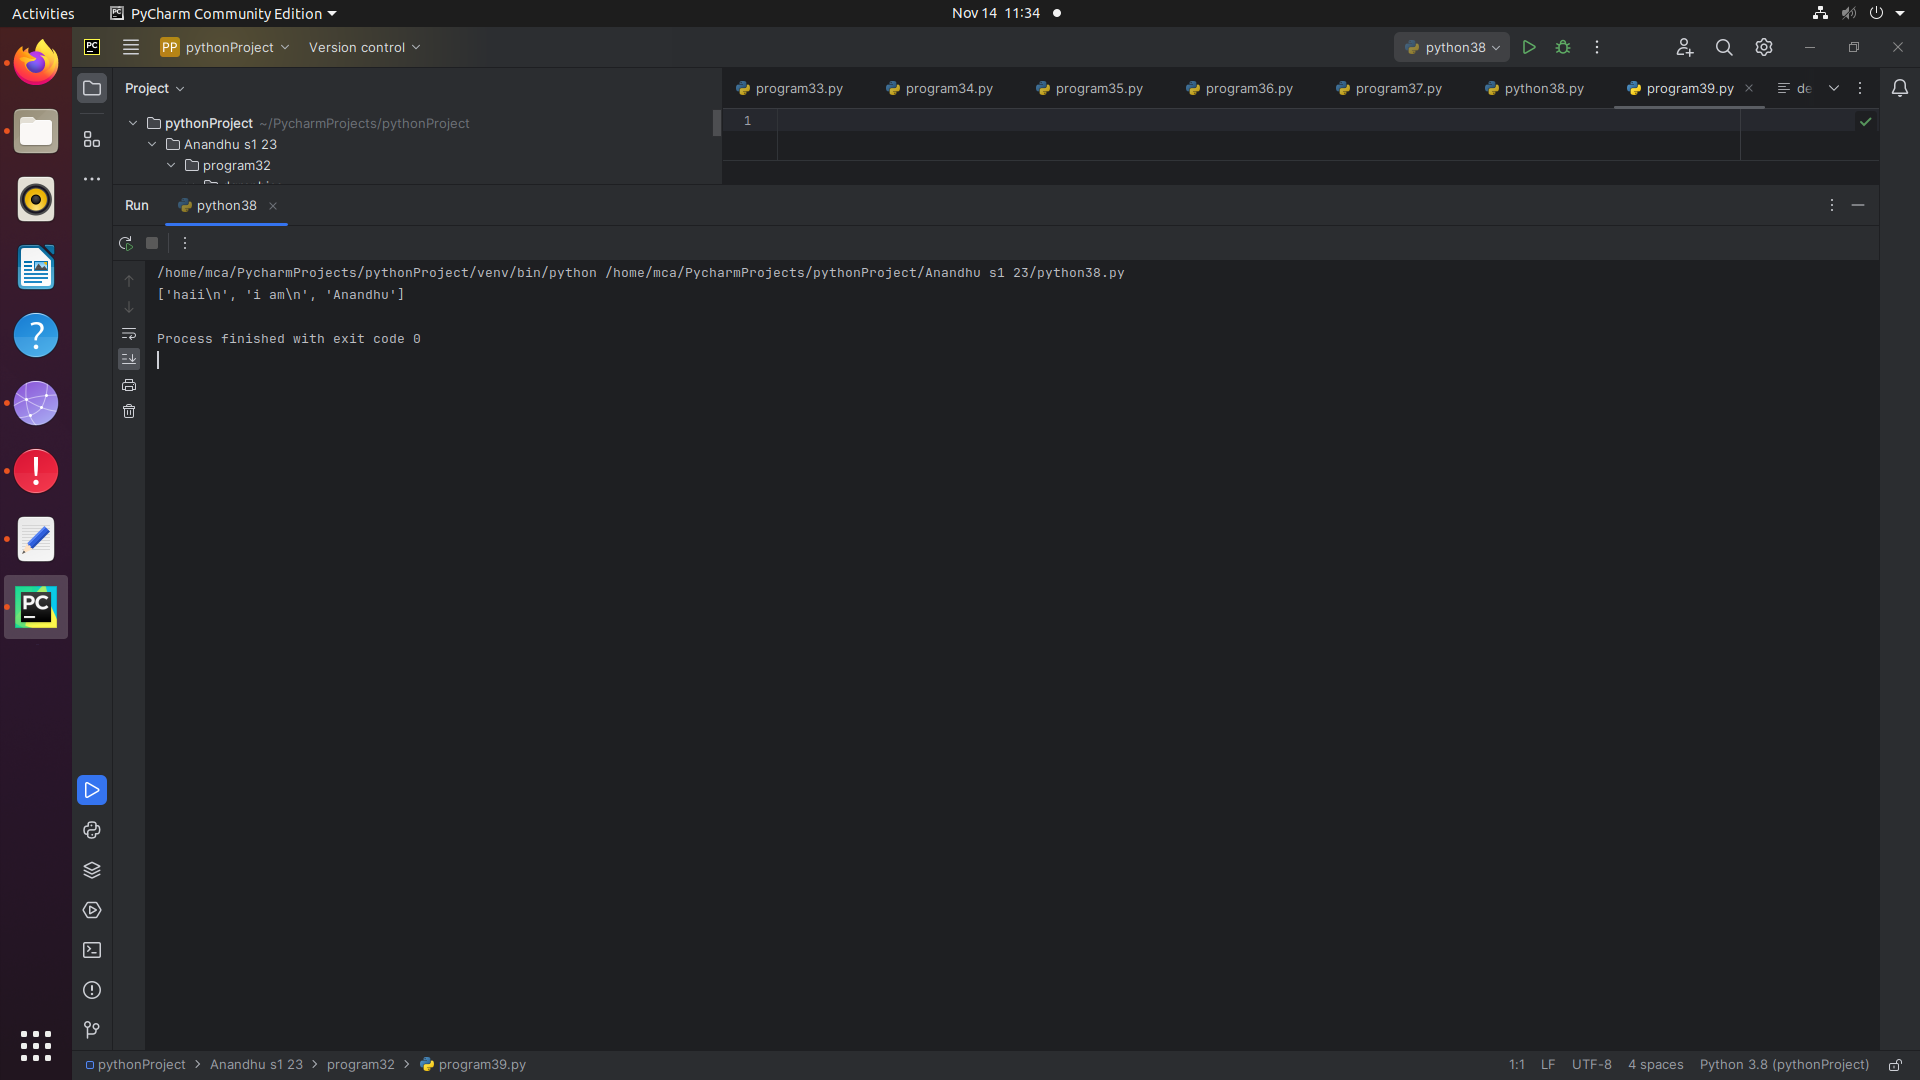 Activities
PyCharm Community Edition
Nov 14 11:34
PC
PP pythonProject
Version control
python38
Project
program33.py
program34.py
program35.py
program36.py
program37.py
python38.py
program39.py
de
pythonProject ~/PycharmProjects/pythonProject
1
Anandhu s1 23
program32
Run
python38
/home/mca/PycharmProjects/pythonProject/venv/bin/python /home/mca/PycharmProjects/pythonProject/Anandhu s1 23/python38.py
['haii\n', 'i am\n', 'Anandhu']
Process finished with exit code 0
PC
pythonProject > Anandhu s1 23 > program32 > program39.py
1:1 LF UTF-8 4 spaces Python 3.8 (pythonProject)